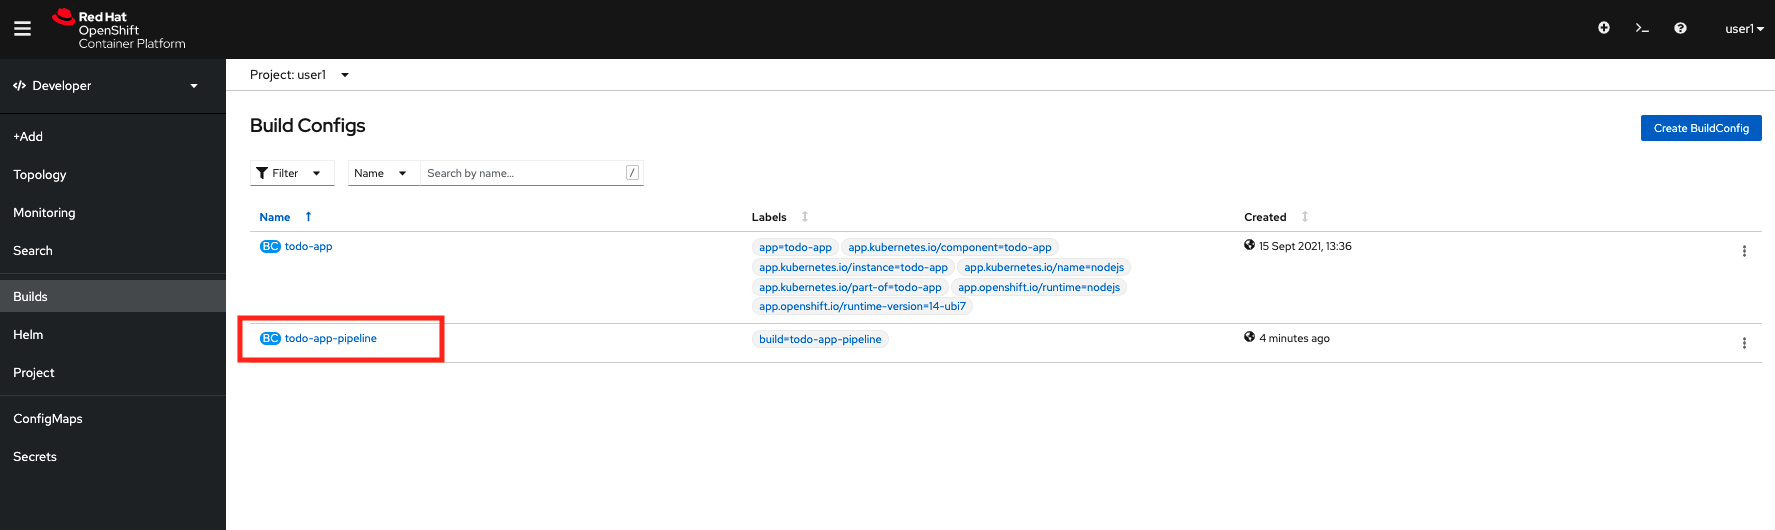 Red Hat
OpenShift
Container Platform
user1
Developer
Project: user1
+Add
Topology
Monitoring
Search
Builds
Helm
Project
ConfigMaps
Secrets
Build Configs
Create BuildConfig
Filter
Name
Search by name...
/
Name Labels Created
BC todo-app
app=todo-app app.kubernetes.io/component=todo-app
app.kubernetes.io/instance=todo-app app.kubernetes.io/name=nodejs
app.kubernetes.io/part-of=todo-app app.openshift.io/runtime=nodejs
app.openshift.io/runtime-version=14-ubi7
15 Sept 2021, 13:36
BC todo-app-pipeline
build=todo-app-pipeline
4 minutes ago